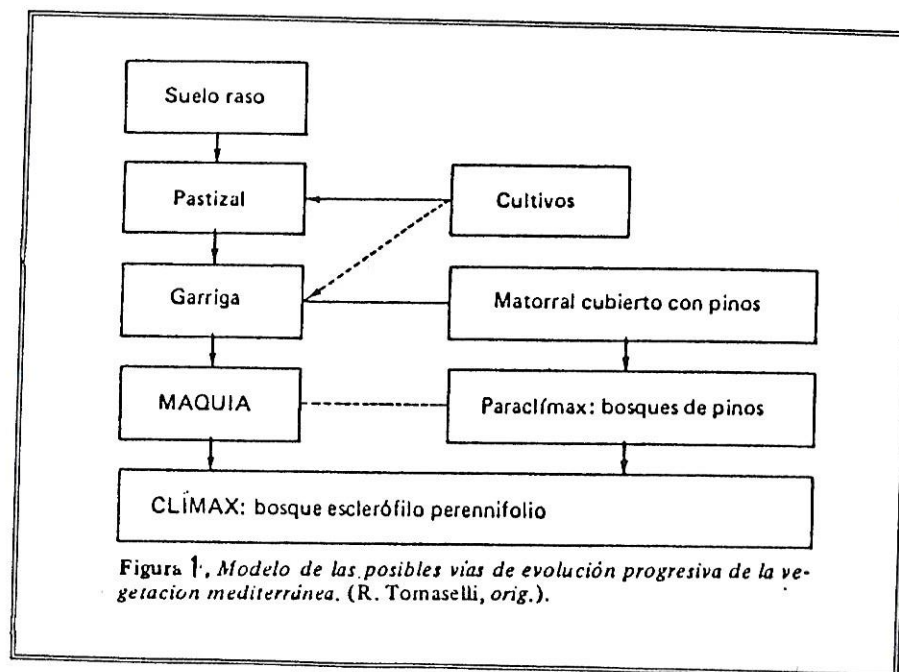 Suelo raso
Pastizal
Cultivos
Garriga
Matorral cubierto con pinos
MAQUIA
Paraclímax: bosques de pinos
CLÍMAX: bosque esclerófilo perennifolio
Figura 1., Modelo de las posibles vías de evolución progresiva de la ve-
getacion mediterránea. (R. Tomaselli, orig.).